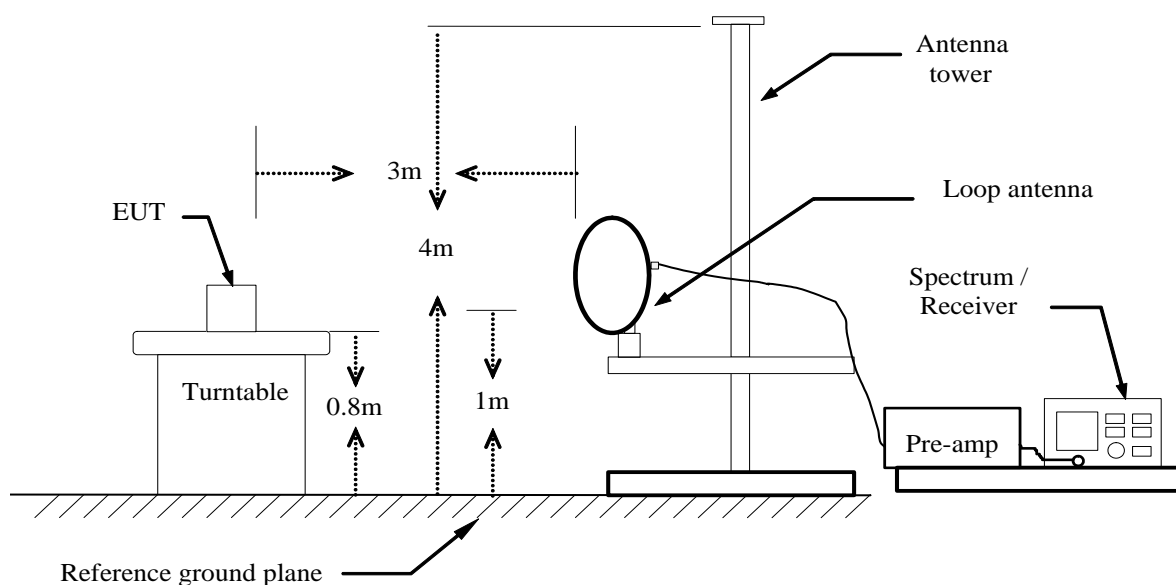 Antenna
tower
3m
Loop antenna
EUT
4m
Spectrum /
Receiver
Turntable
0.8m
1m
Pre-amp
Reference ground plane